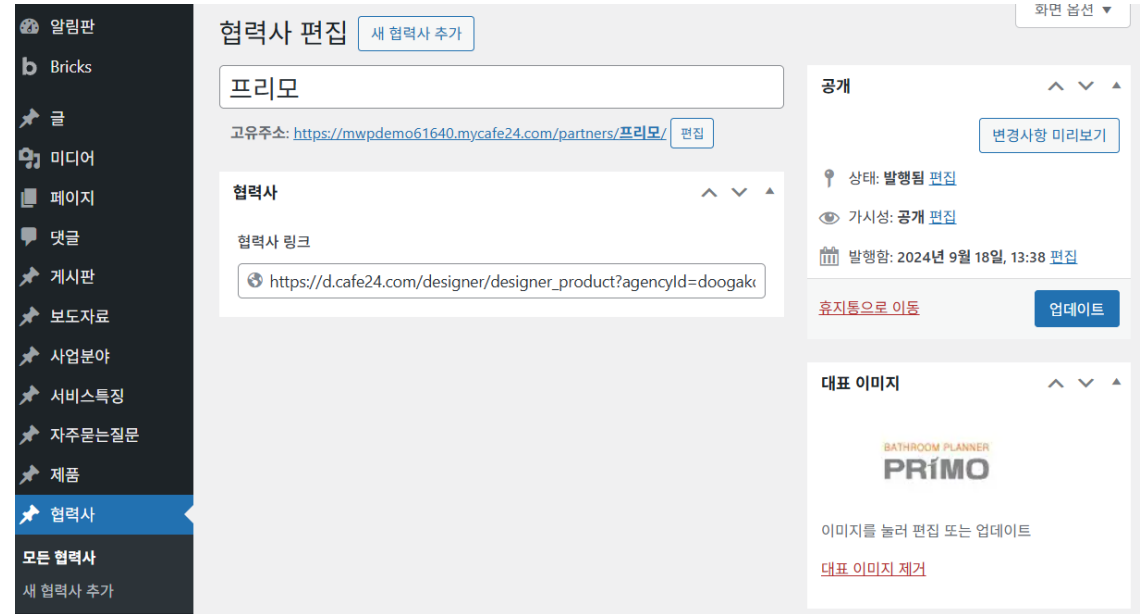 알림판
Bricks
글
미디어
페이지
댓글
게시판
보도자료
사업분야
서비스특징
자주묻는질문
제품
협력사
모든 협력사
새 협력사 추가
화면 옵션 ▼
협력사 편집 새 협력사 추가
프리모
고유주소: https://mwpdemo61640.mycafe24.com/partners/프리모/ 편집
협력사
협력사 링크
https://d.cafe24.com/designer/designer_product?agencyId=doogak
공개
변경사항 미리보기
상태: 발행됨 편집
가시성: 공개 편집
발행함: 2024년 9월 18일, 13:38 편집
휴지통으로 이동 업데이트
대표 이미지
BATHROOM PLANNER
PRIMO
이미지를 눌러 편집 또는 업데이트
대표 이미지 제거